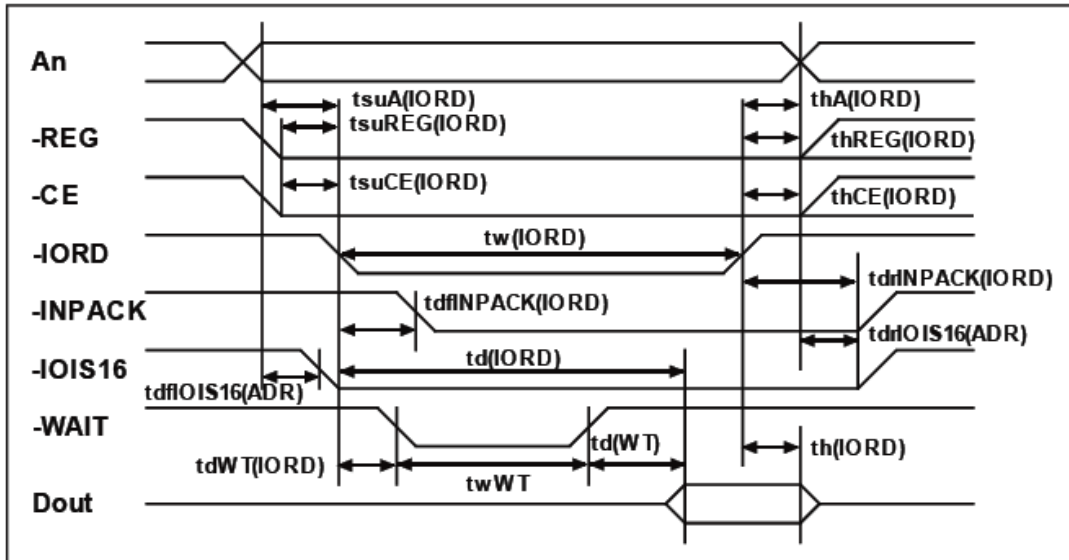 An
tsuA(IORD)
thA(IORD)
-REG
tsuREG(IORD)
thREG(IORD)
-CE
tsuCE(IORD)
thCE(IORD)
-IORD
tw(IORD)
tdrINPACK(IORD)
-INPACK
tdfINPACK(IORD)
tdrIOIS16(ADR)
-IOIS16
td(IORD)
tdfIOIS16(ADR)
-WAIT
td(WT)
th(IORD)
tdWT(IORD)
twWT
Dout